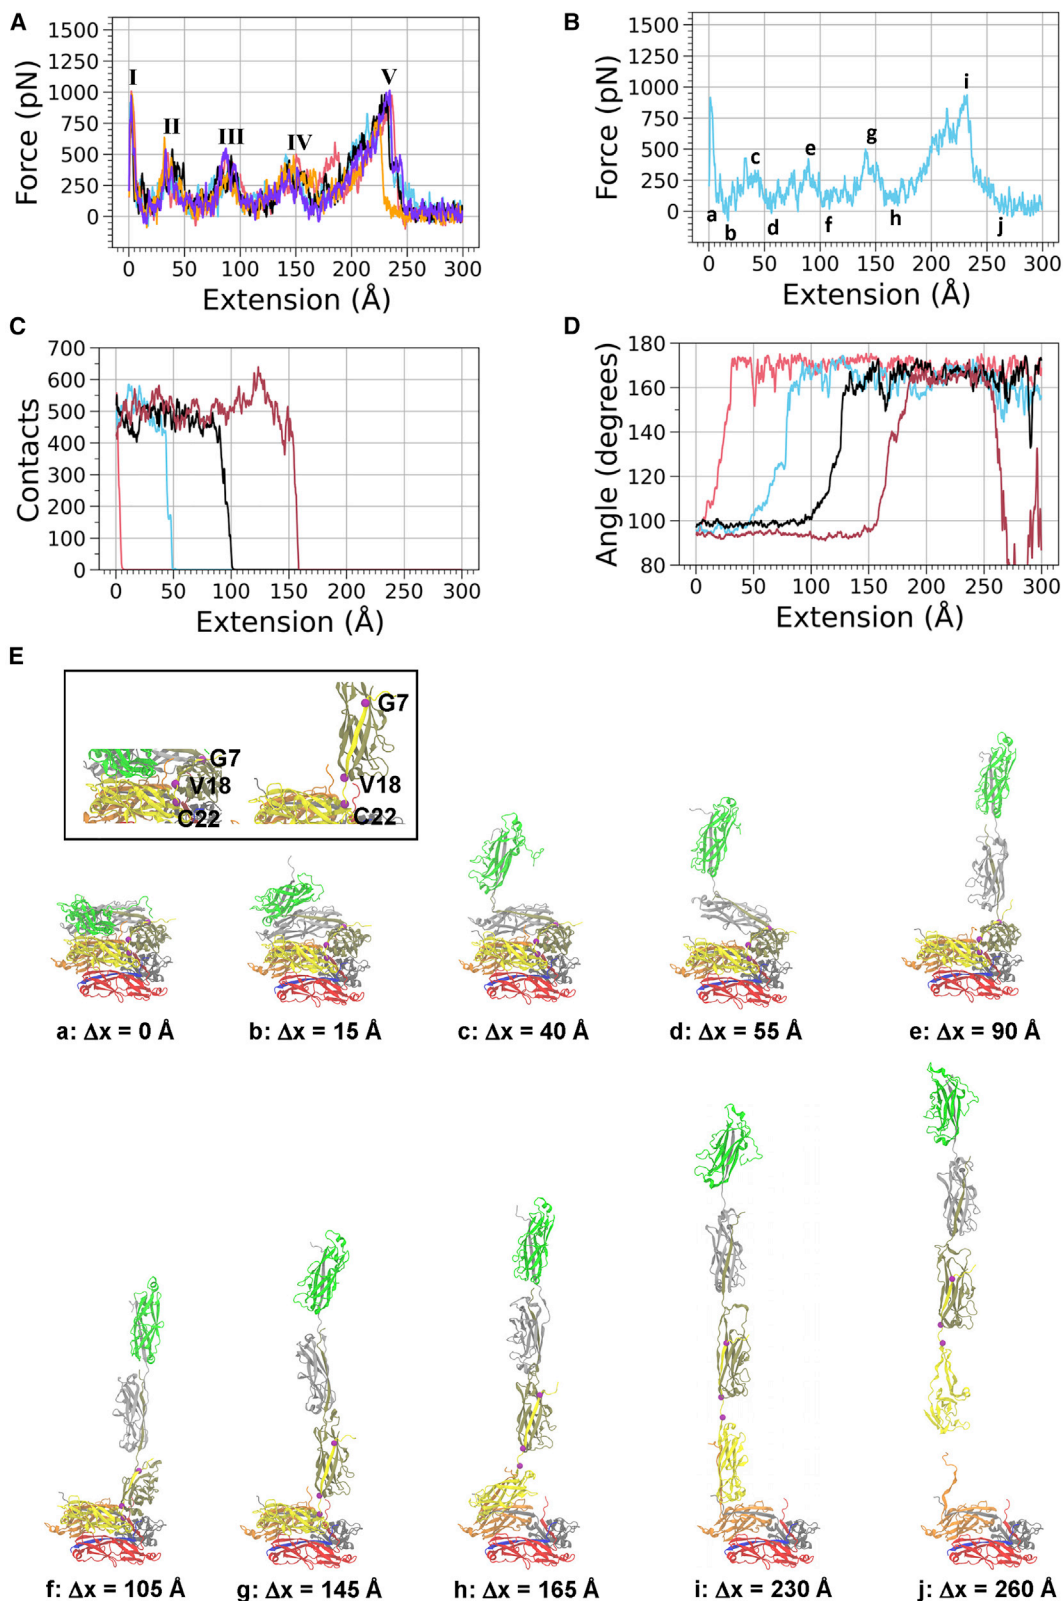 A
1500
1250
1000
750
500
250
0
Force (pN)
I
II
III
IV
V
0 50 100 150 200 250 300
Extension (Å)
B
1500
1250
1000
750
500
250
0
Force (pN)
a
b
c
d
e
f
g
h
i
j
0 50 100 150 200 250 300
Extension (Å)
C
700
600
500
400
300
200
100
0
Contacts
0 50 100 150 200 250 300
Extension (Å)
D
180
160
140
120
100
80
Angle (degrees)
0 50 100 150 200 250 300
Extension (Å)
E
G7
V18
C22
G7
V18
C22
a: Δx = 0 Å
b: Δx = 15 Å
c: Δx = 40 Å
d: Δx = 55 Å
e: Δx = 90 Å
f: Δx = 105 Å
g: Δx = 145 Å
h: Δx = 165 Å
i: Δx = 230 Å
j: Δx = 260 Å